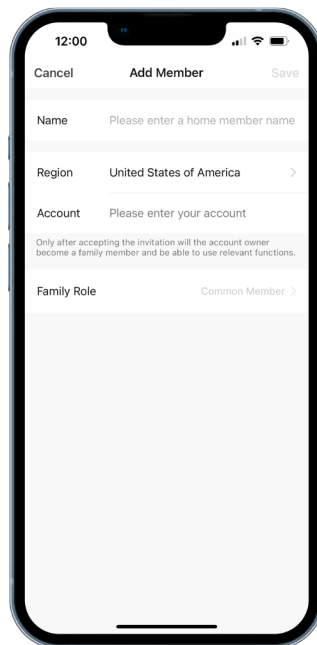 12:00
Cancel
Add Member
Save
Name
Please enter a home member name
Region
United States of America
Account
Please enter your account
Only after accepting the invitation will the account owner
become a family member and be able to use relevant functions.
Family Role
Common Member